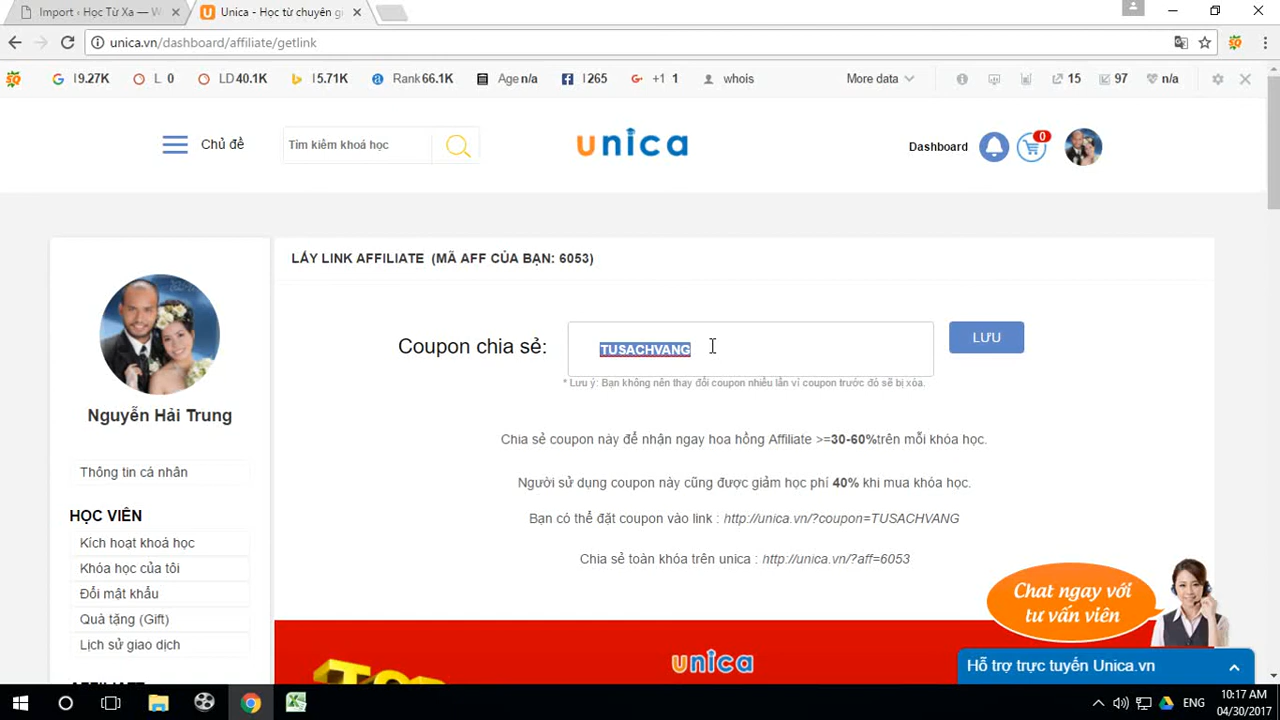 Import ‹ Học Từ Xa — W
Unica - Học từ chuyên gi
unica.vn/dashboard/affiliate/getlink
I 9.27K
L 0
LD 40.1K
I 5.71K
Rank 66.1K
Age n/a
I 265
+1 1
whois
More data
15
97
n/a
Chủ đề
Tìm kiếm khoá học
unica
Dashboard
0
LẤY LINK AFFILIATE (MÃ AFF CỦA BẠN: 6053)
Coupon chia sẻ:
TUSACHVANG
LƯU
* Lưu ý: Bạn không nên thay đổi coupon nhiều lần vì coupon trước đó sẽ bị xóa.
Nguyễn Hải Trung
Chia sẻ coupon này để nhận ngay hoa hồng Affiliate >=30-60%trên mỗi khóa học.
Người sử dụng coupon này cũng được giảm học phí 40% khi mua khóa học.
Bạn có thể đặt coupon vào link : http://unica.vn/?coupon=TUSACHVANG
Chia sẻ toàn khóa trên unica : http://unica.vn/?aff=6053
Thông tin cá nhân
HỌC VIÊN
Kích hoạt khoá học
Khóa học của tôi
Đổi mật khẩu
Quà tặng (Gift)
Lịch sử giao dịch
Chat ngay với
tư vấn viên
unica
TOP
Hỗ trợ trực tuyến Unica.vn
ENG
10:17 AM
04/30/2017